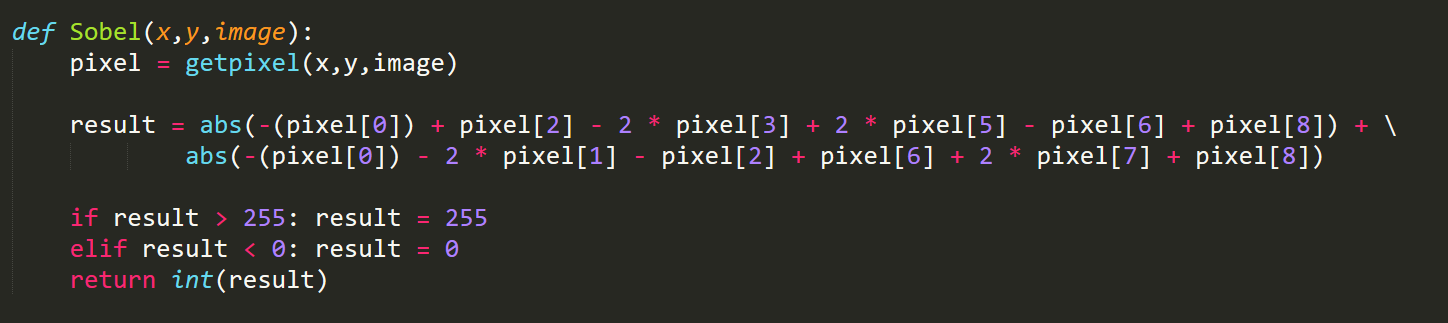 def Sobel(x,y,image):
    pixel = getpixel(x,y,image)
    result = abs(-(pixel[0]) + pixel[2] - 2 * pixel[3] + 2 * pixel[5] - pixel[6] + pixel[8]) + \
            abs(-(pixel[0]) - 2 * pixel[1] - pixel[2] + pixel[6] + 2 * pixel[7] + pixel[8])
    if result > 255: result = 255
    elif result < 0: result = 0
    return int(result)